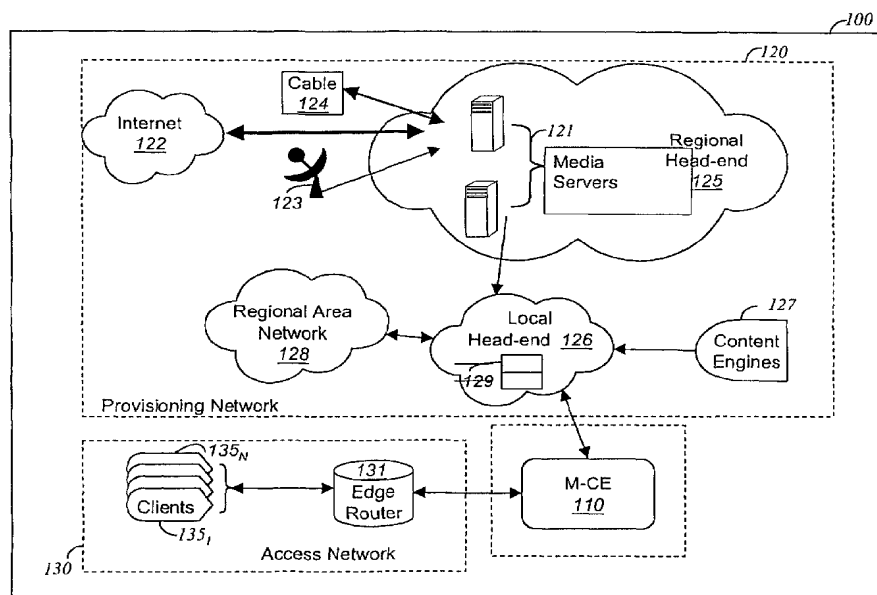 100
120
Cable
124
Internet
122
123
121
Media
Servers
Regional
Head-end
125
Regional Area
Network
128
Local
Head-end
126
129
127
Content
Engines
Provisioning Network
135N
Clients
135I
131
Edge
Router
M-CE
110
Access Network
130